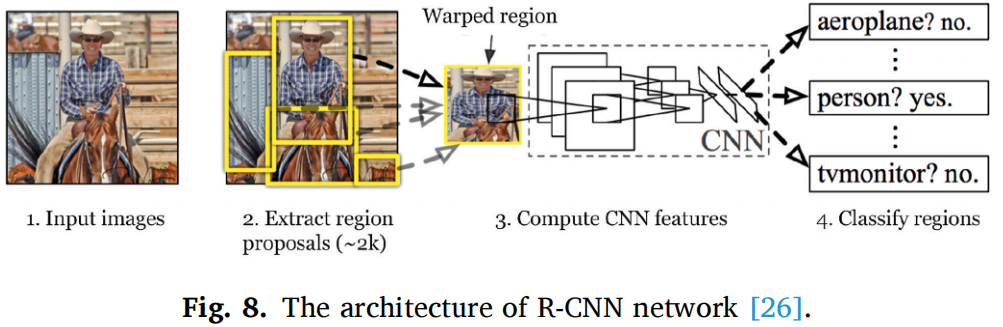 Warped region
aeroplane? no.
⋮
person? yes.
⋮
tvmonitor? no.
CNN
1. Input images
2. Extract region
proposals (~2k)
3. Compute CNN features
4. Classify regions
Fig. 8. The architecture of R-CNN network [26].